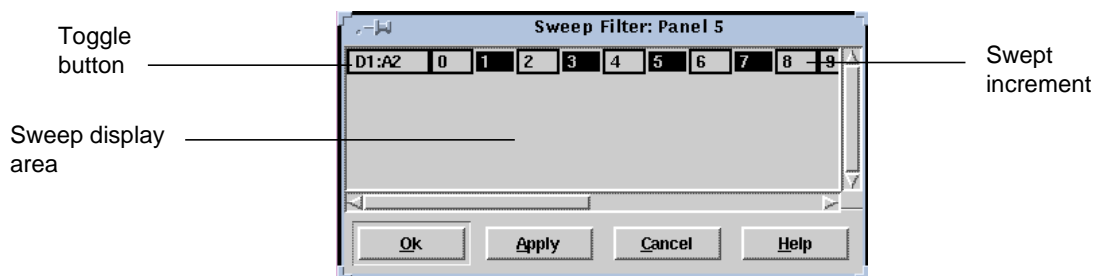 Sweep Filter: Panel 5
Toggle
button
D1:A2 0 1 2 3 4 5 6 7 8 9
Swept
increment
Sweep display
area
Ok Apply Cancel Help